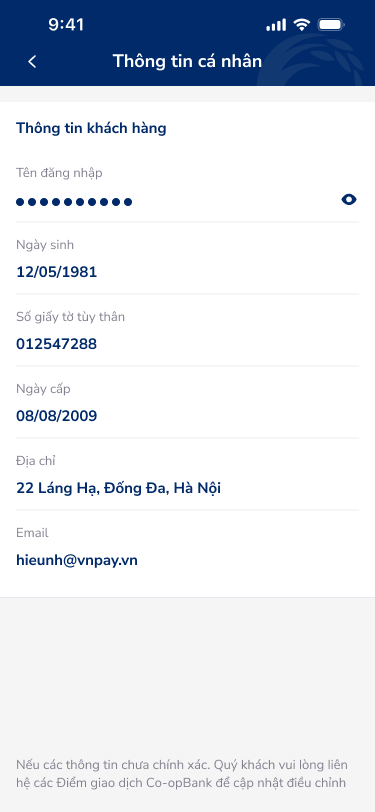 9:41
Thông tin cá nhân
Thông tin khách hàng
Tên đăng nhập
Ngày sinh
12/05/1981
Số giấy tờ tùy thân
012547288
Ngày cấp
08/08/2009
Địa chỉ
22 Láng Hạ, Đống Đa, Hà Nội
Email
hieunh@vnpay.vn
Nếu các thông tin chưa chính xác. Quý khách vui lòng liên
hệ các Điểm giao dịch Co-opBank để cập nhật điều chỉnh